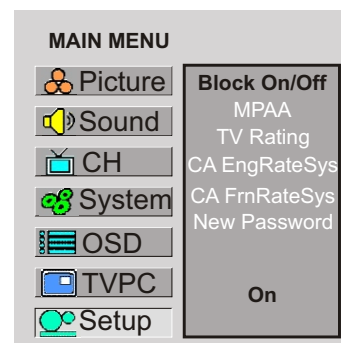 MAIN MENU
Picture
Sound
CH
System
OSD
TVPC
Setup
Block On/Off
MPAA
TV Rating
CA EngRateSys
CA FrnRateSys
New Password
On